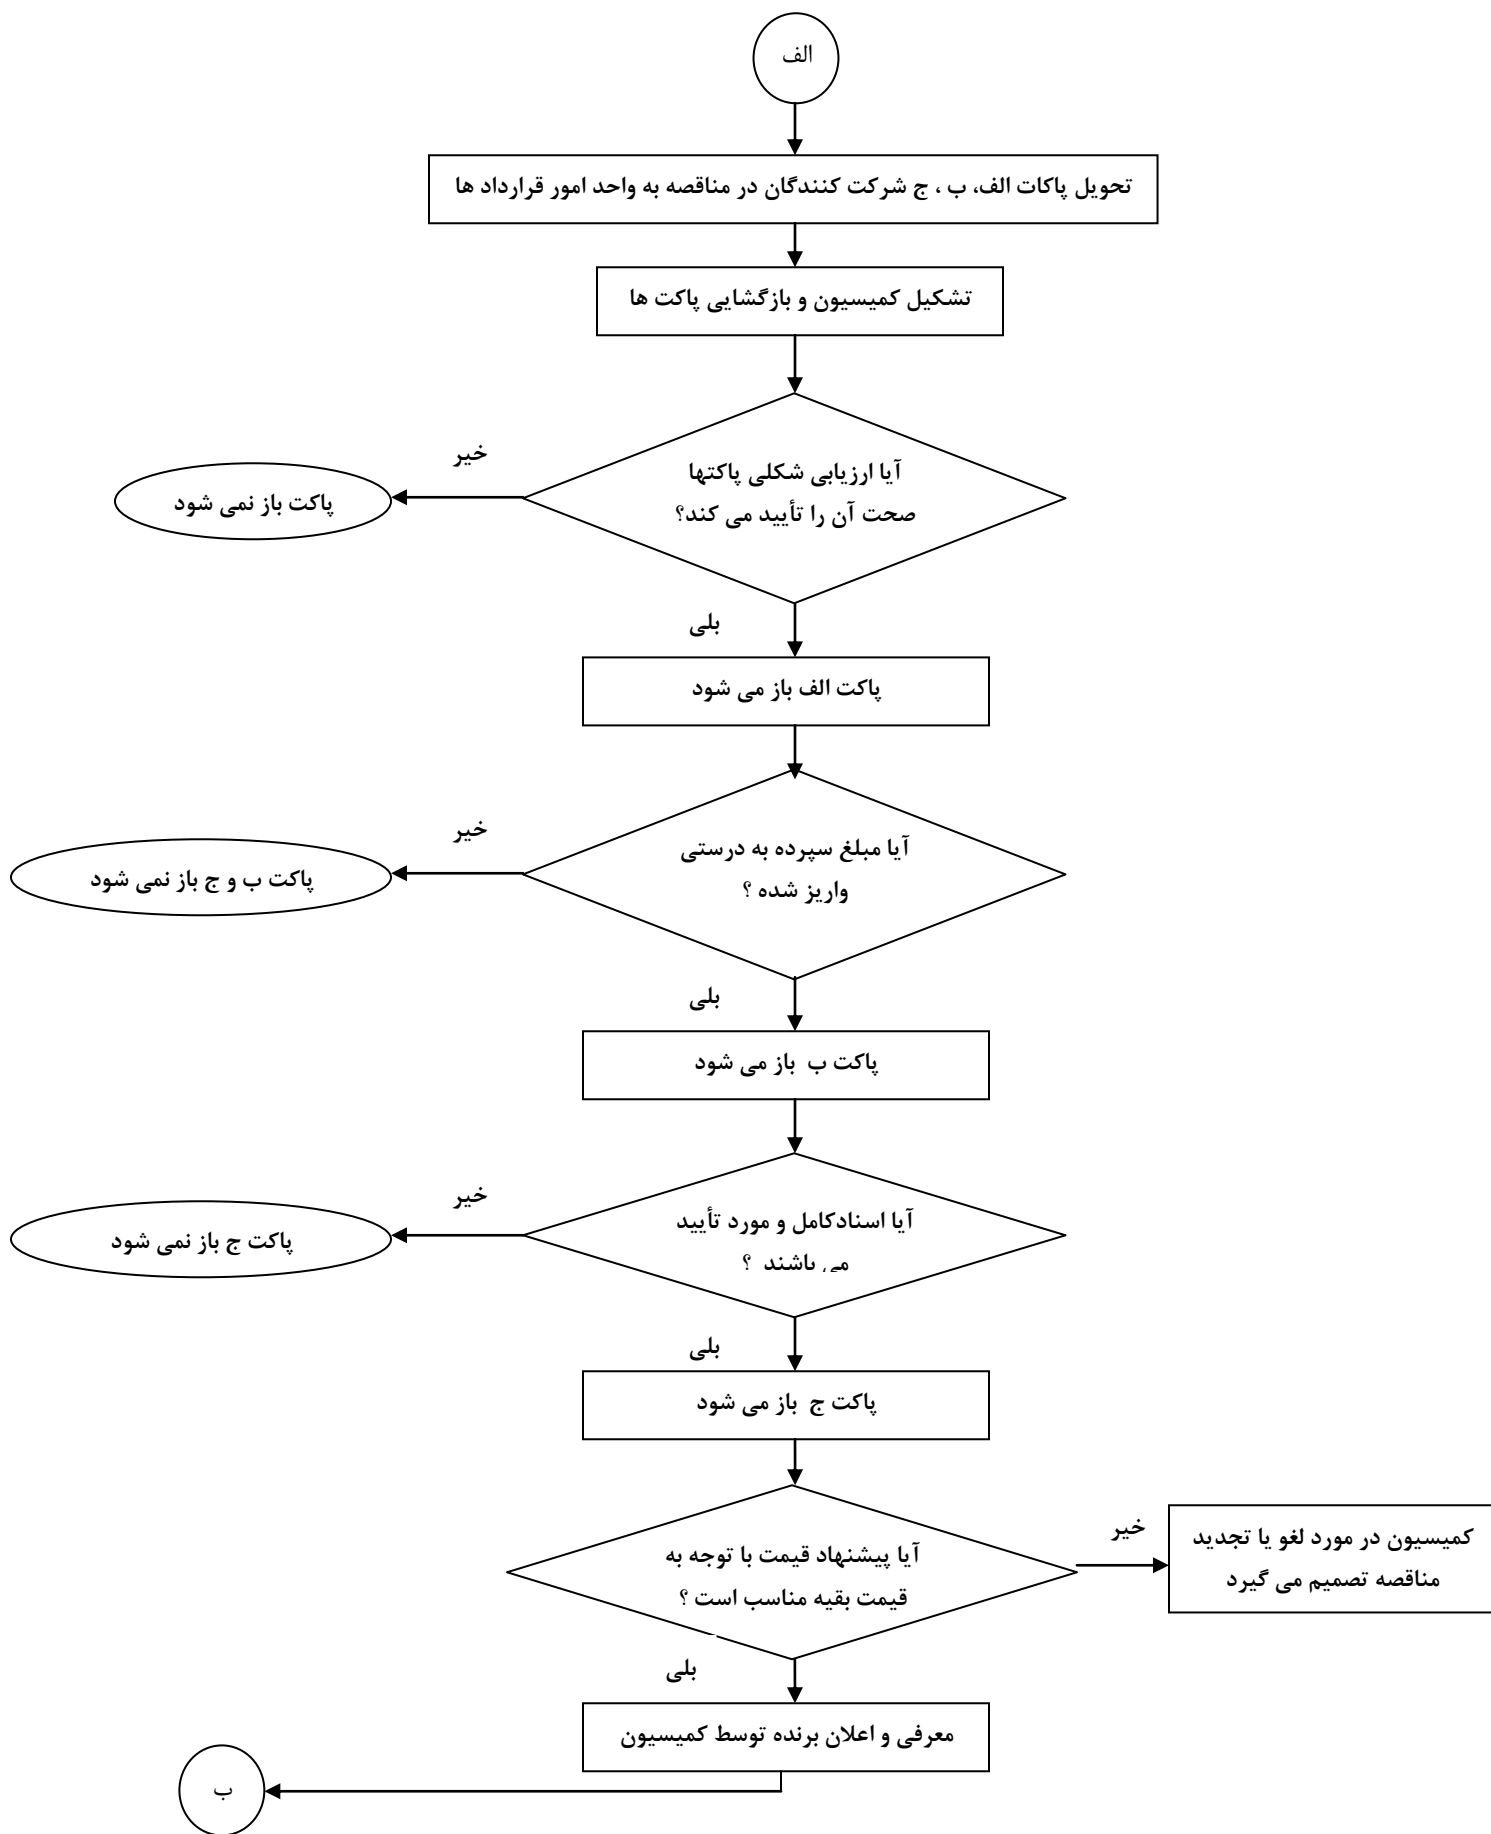 الف
تحویل پاکات الف، ب ، ج شرکت کنندگان در مناقصه به واحد امور قرارداد ها
تشکیل کمیسیون و بازگشایی پاکت ها
آیا ارزیابی شکلی پاکتها
صحت آن را تأیید می کند؟
خیر
پاکت باز نمی شود
بلی
پاکت الف باز می شود
آیا مبلغ سپرده به درستی
واریز شده ؟
خیر
پاکت ب و ج باز نمی شود
بلی
پاکت ب باز می شود
آیا اسنادکامل و مورد تأیید
می باشند ؟
خیر
پاکت ج باز نمی شود
بلی
پاکت ج باز می شود
آیا پیشنهاد قیمت با توجه به
قیمت بقیه مناسب است ؟
خیر
کمیسیون در مورد لغو یا تجدید
مناقصه تصمیم می گیرد
بلی
معرفی و اعلان برنده توسط کمیسیون
ب